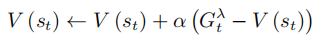 V (s_t) ← V (s_t) + α (G_t^λ − V (s_t))